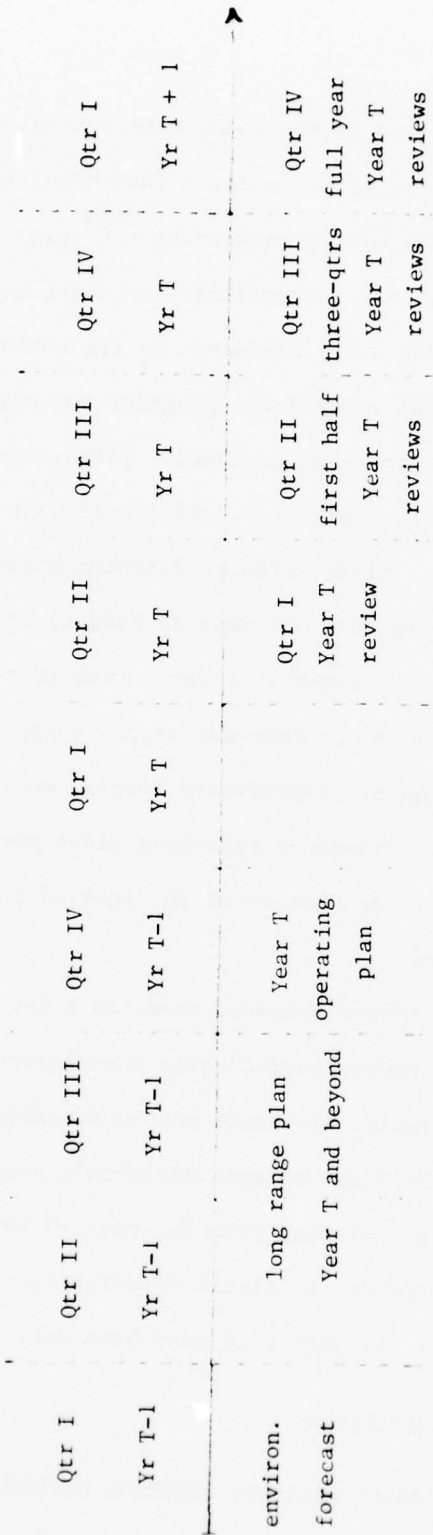 Qtr I Qtr II Qtr III Qtr IV Qtr I Qtr II Qtr III Qtr IV Qtr I
Yr T-1 Yr T-1 Yr T-1 Yr T-1 Yr T Yr T Yr T Yr T Yr T + 1
environ. long range plan Year T Qtr I Qtr II Qtr III Qtr IV
forecast Year T and beyond operating Year T first half three-qtrs full year
plan review Year T Year T Year T
reviews reviews reviews